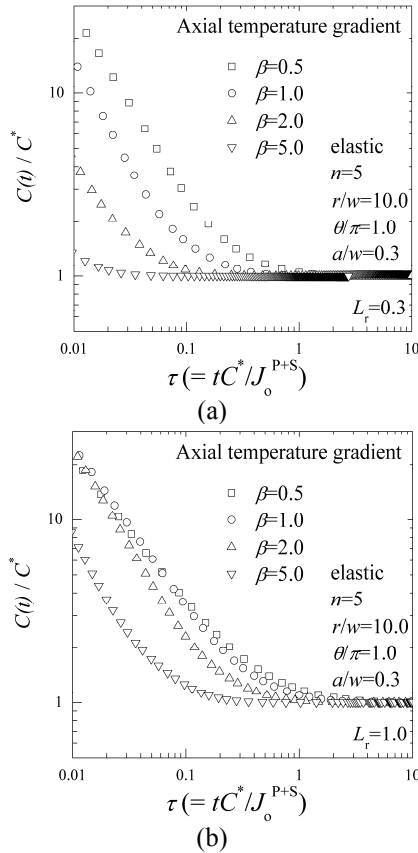 Axial temperature gradient
β=0.5
β=1.0
β=2.0
β=5.0
elastic
n=5
r/w=10.0
θ/π=1.0
a/w=0.3
L_r=0.3
C(t) / C*
10
1
0.01 0.1 1 10
τ (= tC*/J_o^{P+S})
(a)
Axial temperature gradient
β=0.5
β=1.0
β=2.0
β=5.0
elastic
n=5
r/w=10.0
θ/π=1.0
a/w=0.3
L_r=1.0
C(t) / C*
10
1
0.01 0.1 1 10
τ (= tC*/J_o^{P+S})
(b)